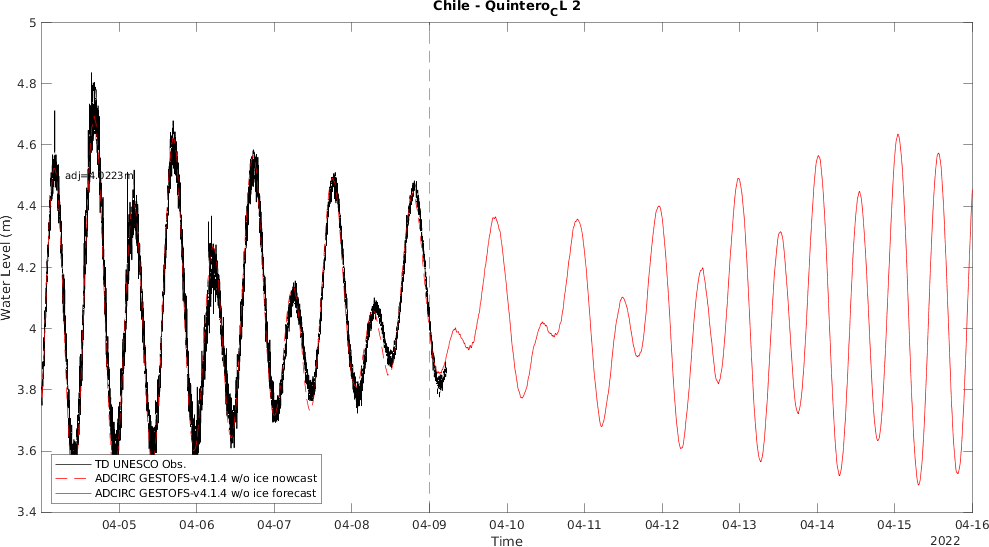 Chile - Quintero_CL 2
Water Level (m)
5
4.8
4.6
4.4
4.2
4
3.8
3.6
3.4
adj=4.0223m
TD UNESCO Obs.
ADCIRC GESTOFS-v4.1.4 w/o ice nowcast
ADCIRC GESTOFS-v4.1.4 w/o ice forecast
04-05 04-06 04-07 04-08 04-09 04-10 04-11 04-12 04-13 04-14 04-15 04-16
Time
2022